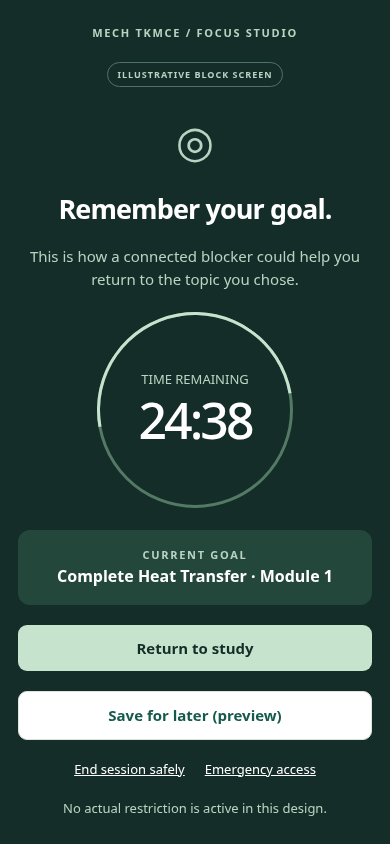 MECH TKMCE / FOCUS STUDIO
ILLUSTRATIVE BLOCK SCREEN
Remember your goal.
This is how a connected blocker could help you
return to the topic you chose.
TIME REMAINING
24:38
CURRENT GOAL
Complete Heat Transfer · Module 1
Return to study
Save for later (preview)
End session safely Emergency access
No actual restriction is active in this design.